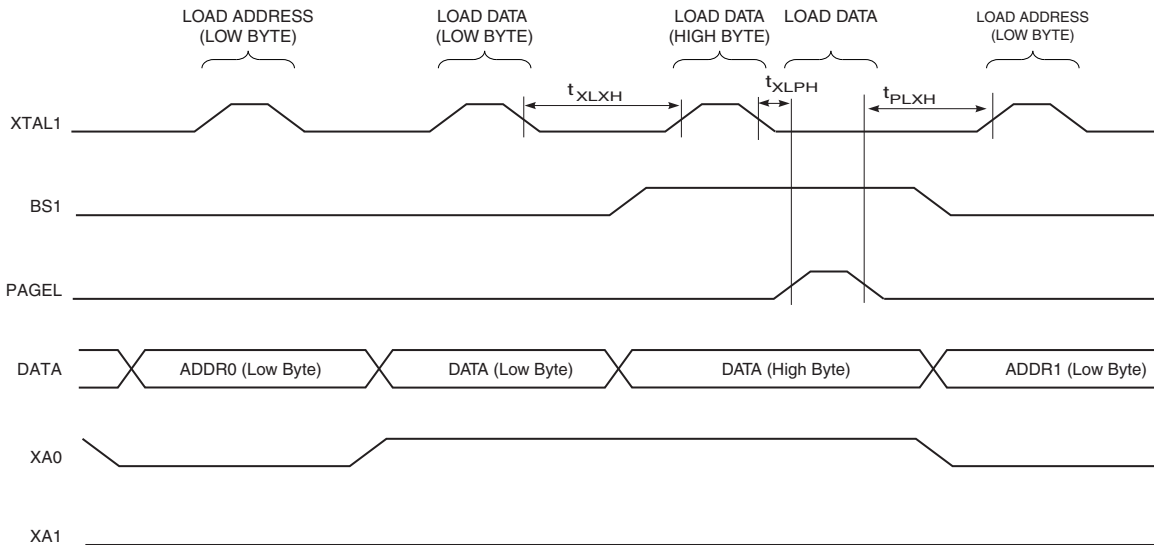 LOAD ADDRESS
(LOW BYTE)
LOAD DATA
(LOW BYTE)
LOAD DATA
(HIGH BYTE)
LOAD DATA
LOAD ADDRESS
(LOW BYTE)
tXLXH
tXLPH
tPLXH
XTAL1
BS1
PAGEL
DATA
ADDR0 (Low Byte)
DATA (Low Byte)
DATA (High Byte)
ADDR1 (Low Byte)
XA0
XA1